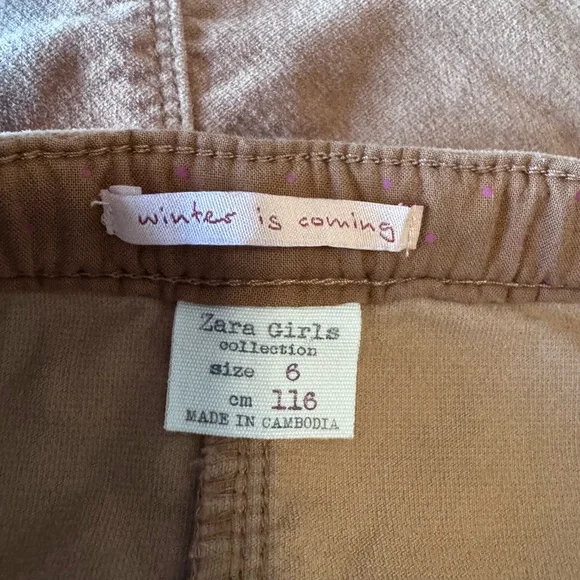 winter is coming
Zara Girls
collection
size 6
cm 116
MADE IN CAMBODIA